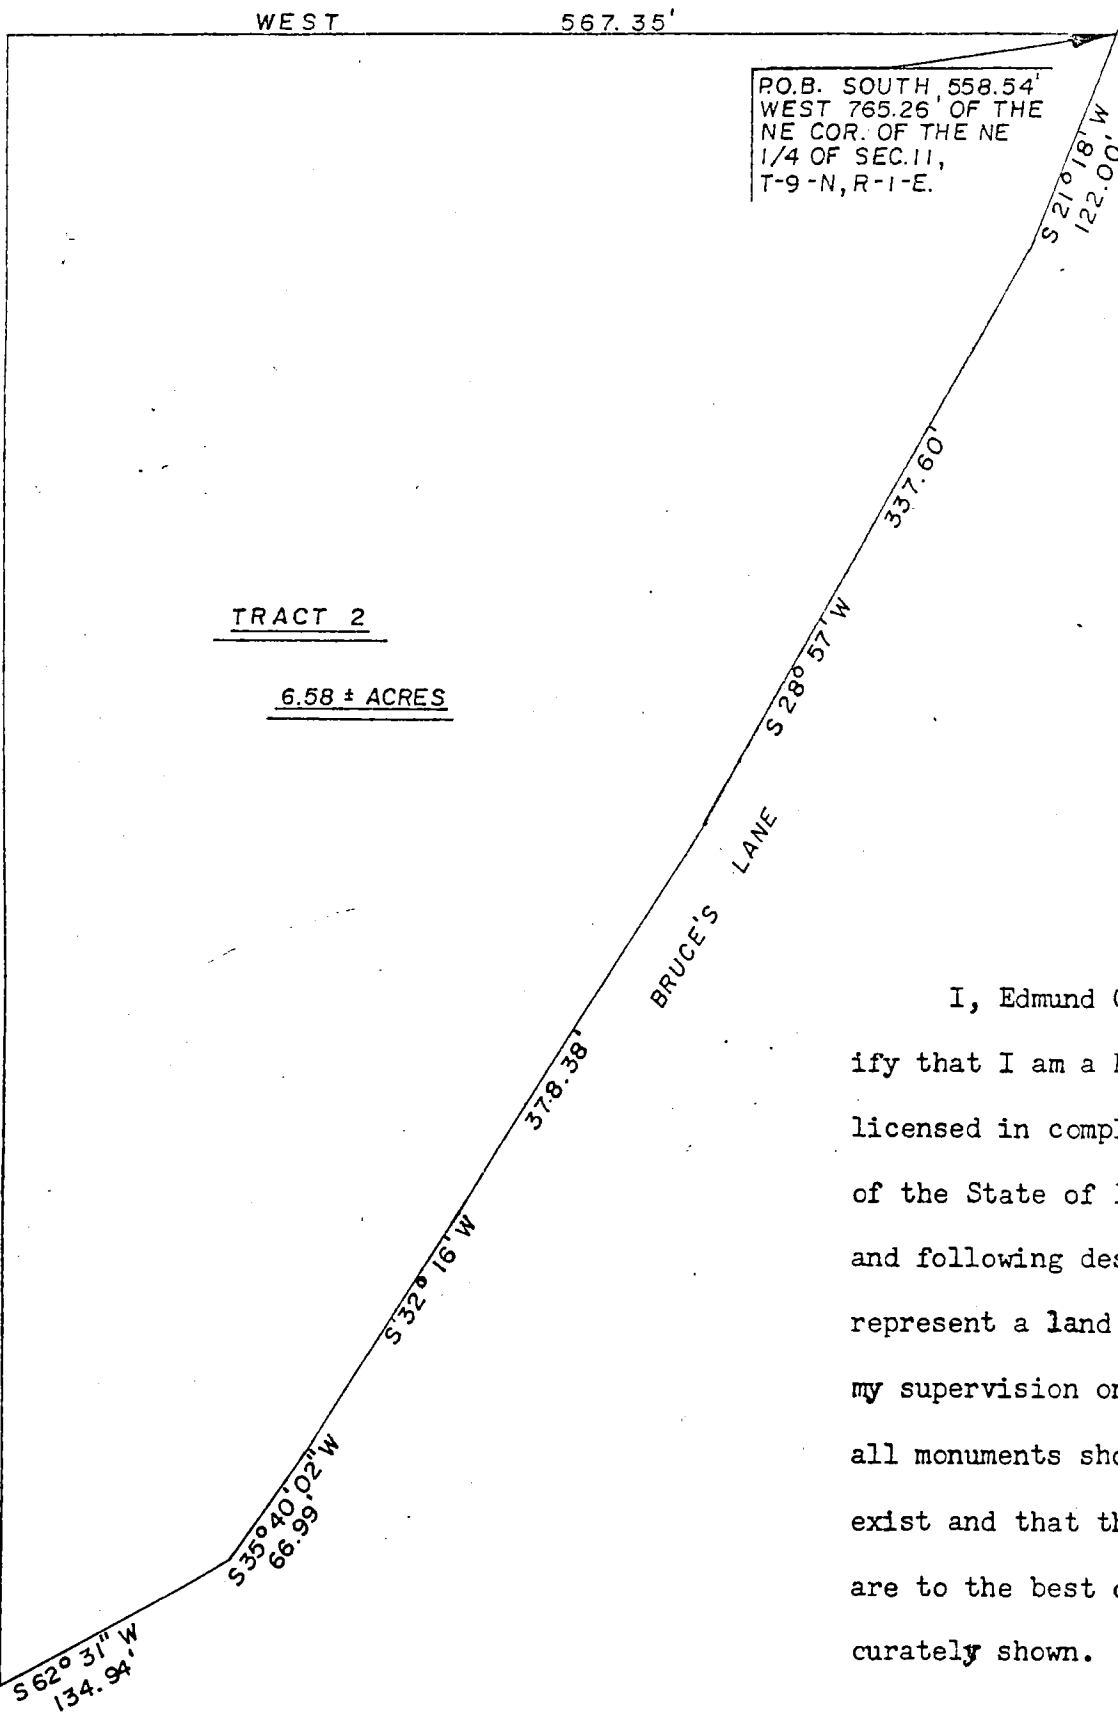 WEST 567.35'
P.O.B. SOUTH 558.54'
WEST 765.26' OF THE
NE COR. OF THE NE
1/4 OF SEC.11,
T-9-N, R-1-E.
S 21° 18' W
122.00'
337.60'
S 28° 57' W
TRACT 2
6.58 ± ACRES
BRUCE'S LANE
378.38'
S 32° 16' W
S 35° 40' 02" W
66.99'
S 62° 31" W
134.94'
I, Edmund
ify that I am a
licensed in comp
of the State of
and following des
represent a land
my supervision on
all monuments sho
exist and that th
are to the best
curately shown.